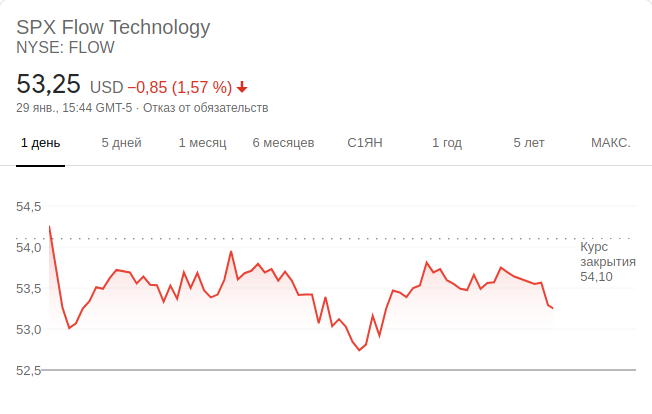 SPX Flow Technology
NYSE: FLOW
53,25 USD −0,85 (1,57 %)
29 янв., 15:44 GMT-5 · Отказ от обязательств
1 день 5 дней 1 месяц 6 месяцев С1ЯН 1 год 5 лет МАКС.
54,5
54,0
53,5
53,0
52,5
Курс
закрытия
54,10